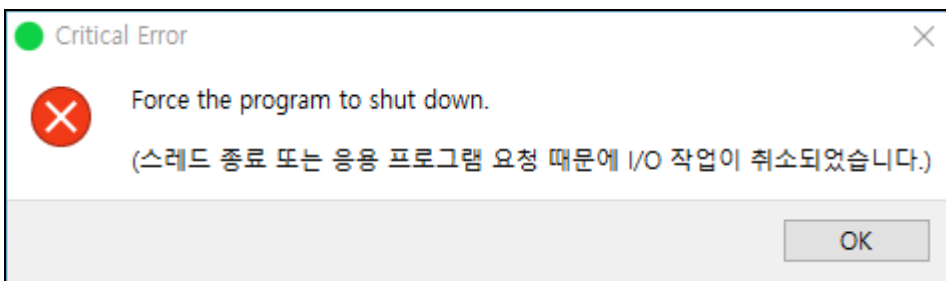 Critical Error
Force the program to shut down.
(스레드 종료 또는 응용 프로그램 요청 때문에 I/O 작업이 취소되었습니다.)
OK